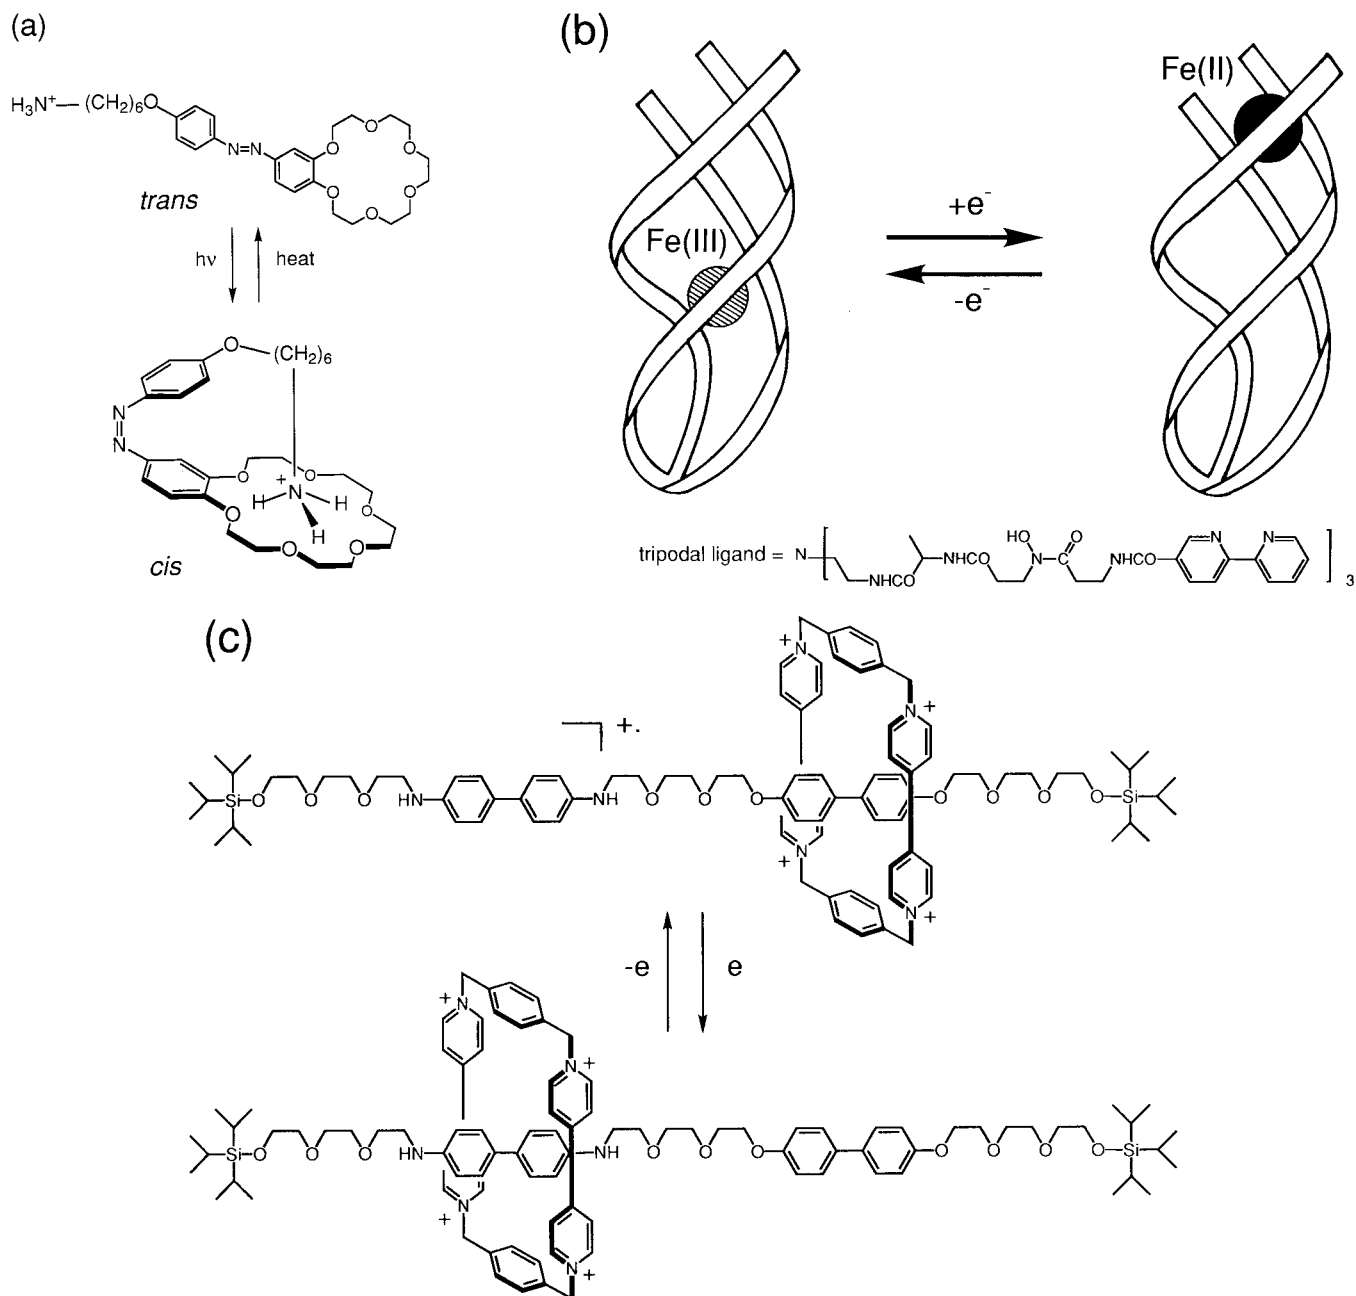 (a)
H₃N⁺—(CH₂)₆O
N=N
O O O O O O
trans
hν heat
O—(CH₂)₆
N=N
O O O O O O
+N
H H H
cis
(b)
Fe(III)
+e⁻
-e⁻
Fe(II)
tripodal ligand = N [ NHCO NHCO HO N O NHCO N N ] 3
(c)
+ N N +
+.
Si–O O O HN NH O O O O O O O–Si
+ N N +
-e e
+ N N +
Si–O O O HN NH O O O O O O O–Si
+ N N +